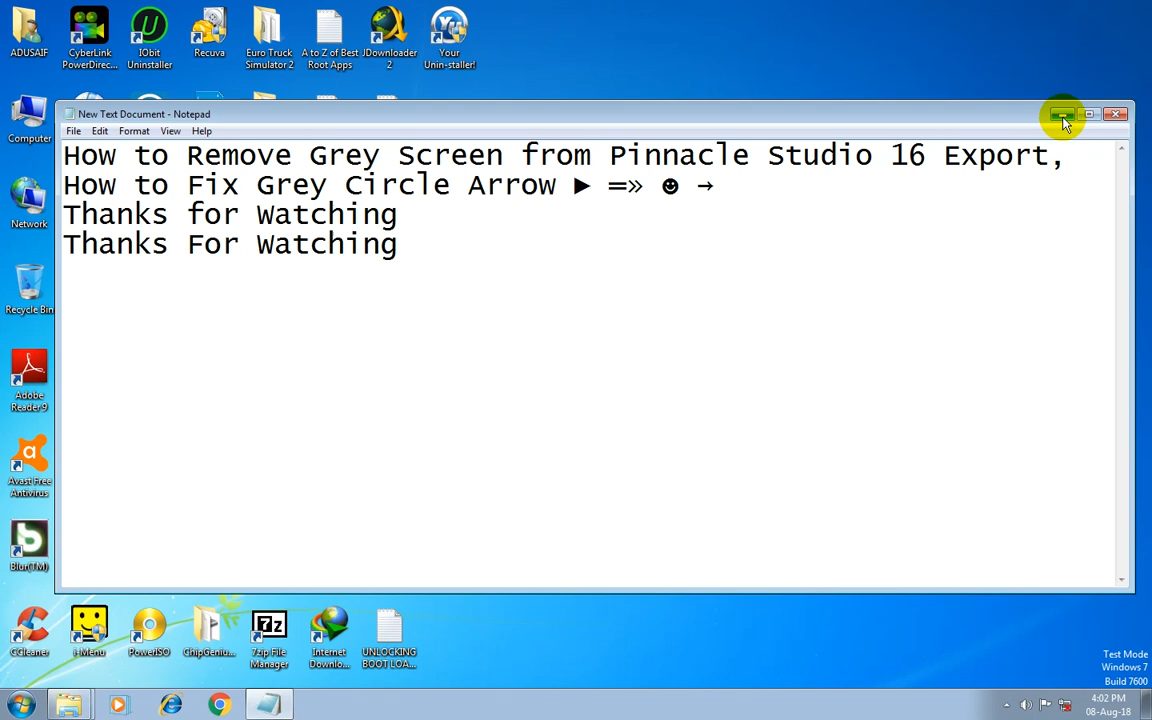 ADUSAIF
CyberLink PowerDirec...
IObit Uninstaller
Recuva
Euro Truck Simulator 2
A to Z of Best Root Apps
JDownloader 2
Your Unin-staller!
Computer
Network
Recycle Bin
Adobe Reader 9
Avast Free Antivirus
Blur(TM)
New Text Document - Notepad
File Edit Format View Help
How to Remove Grey Screen from Pinnacle Studio 16 Export,
How to Fix Grey Circle Arrow ► =» ☻ →
Thanks for Watching
Thanks For Watching
CCleaner
i-Menu
PowerISO
ChipGeniu...
7z
7zip File Manager
Internet Downlo...
UNLOCKING BOOT LOA...
Test Mode
Windows 7
Build 7600
4:02 PM
08-Aug-18